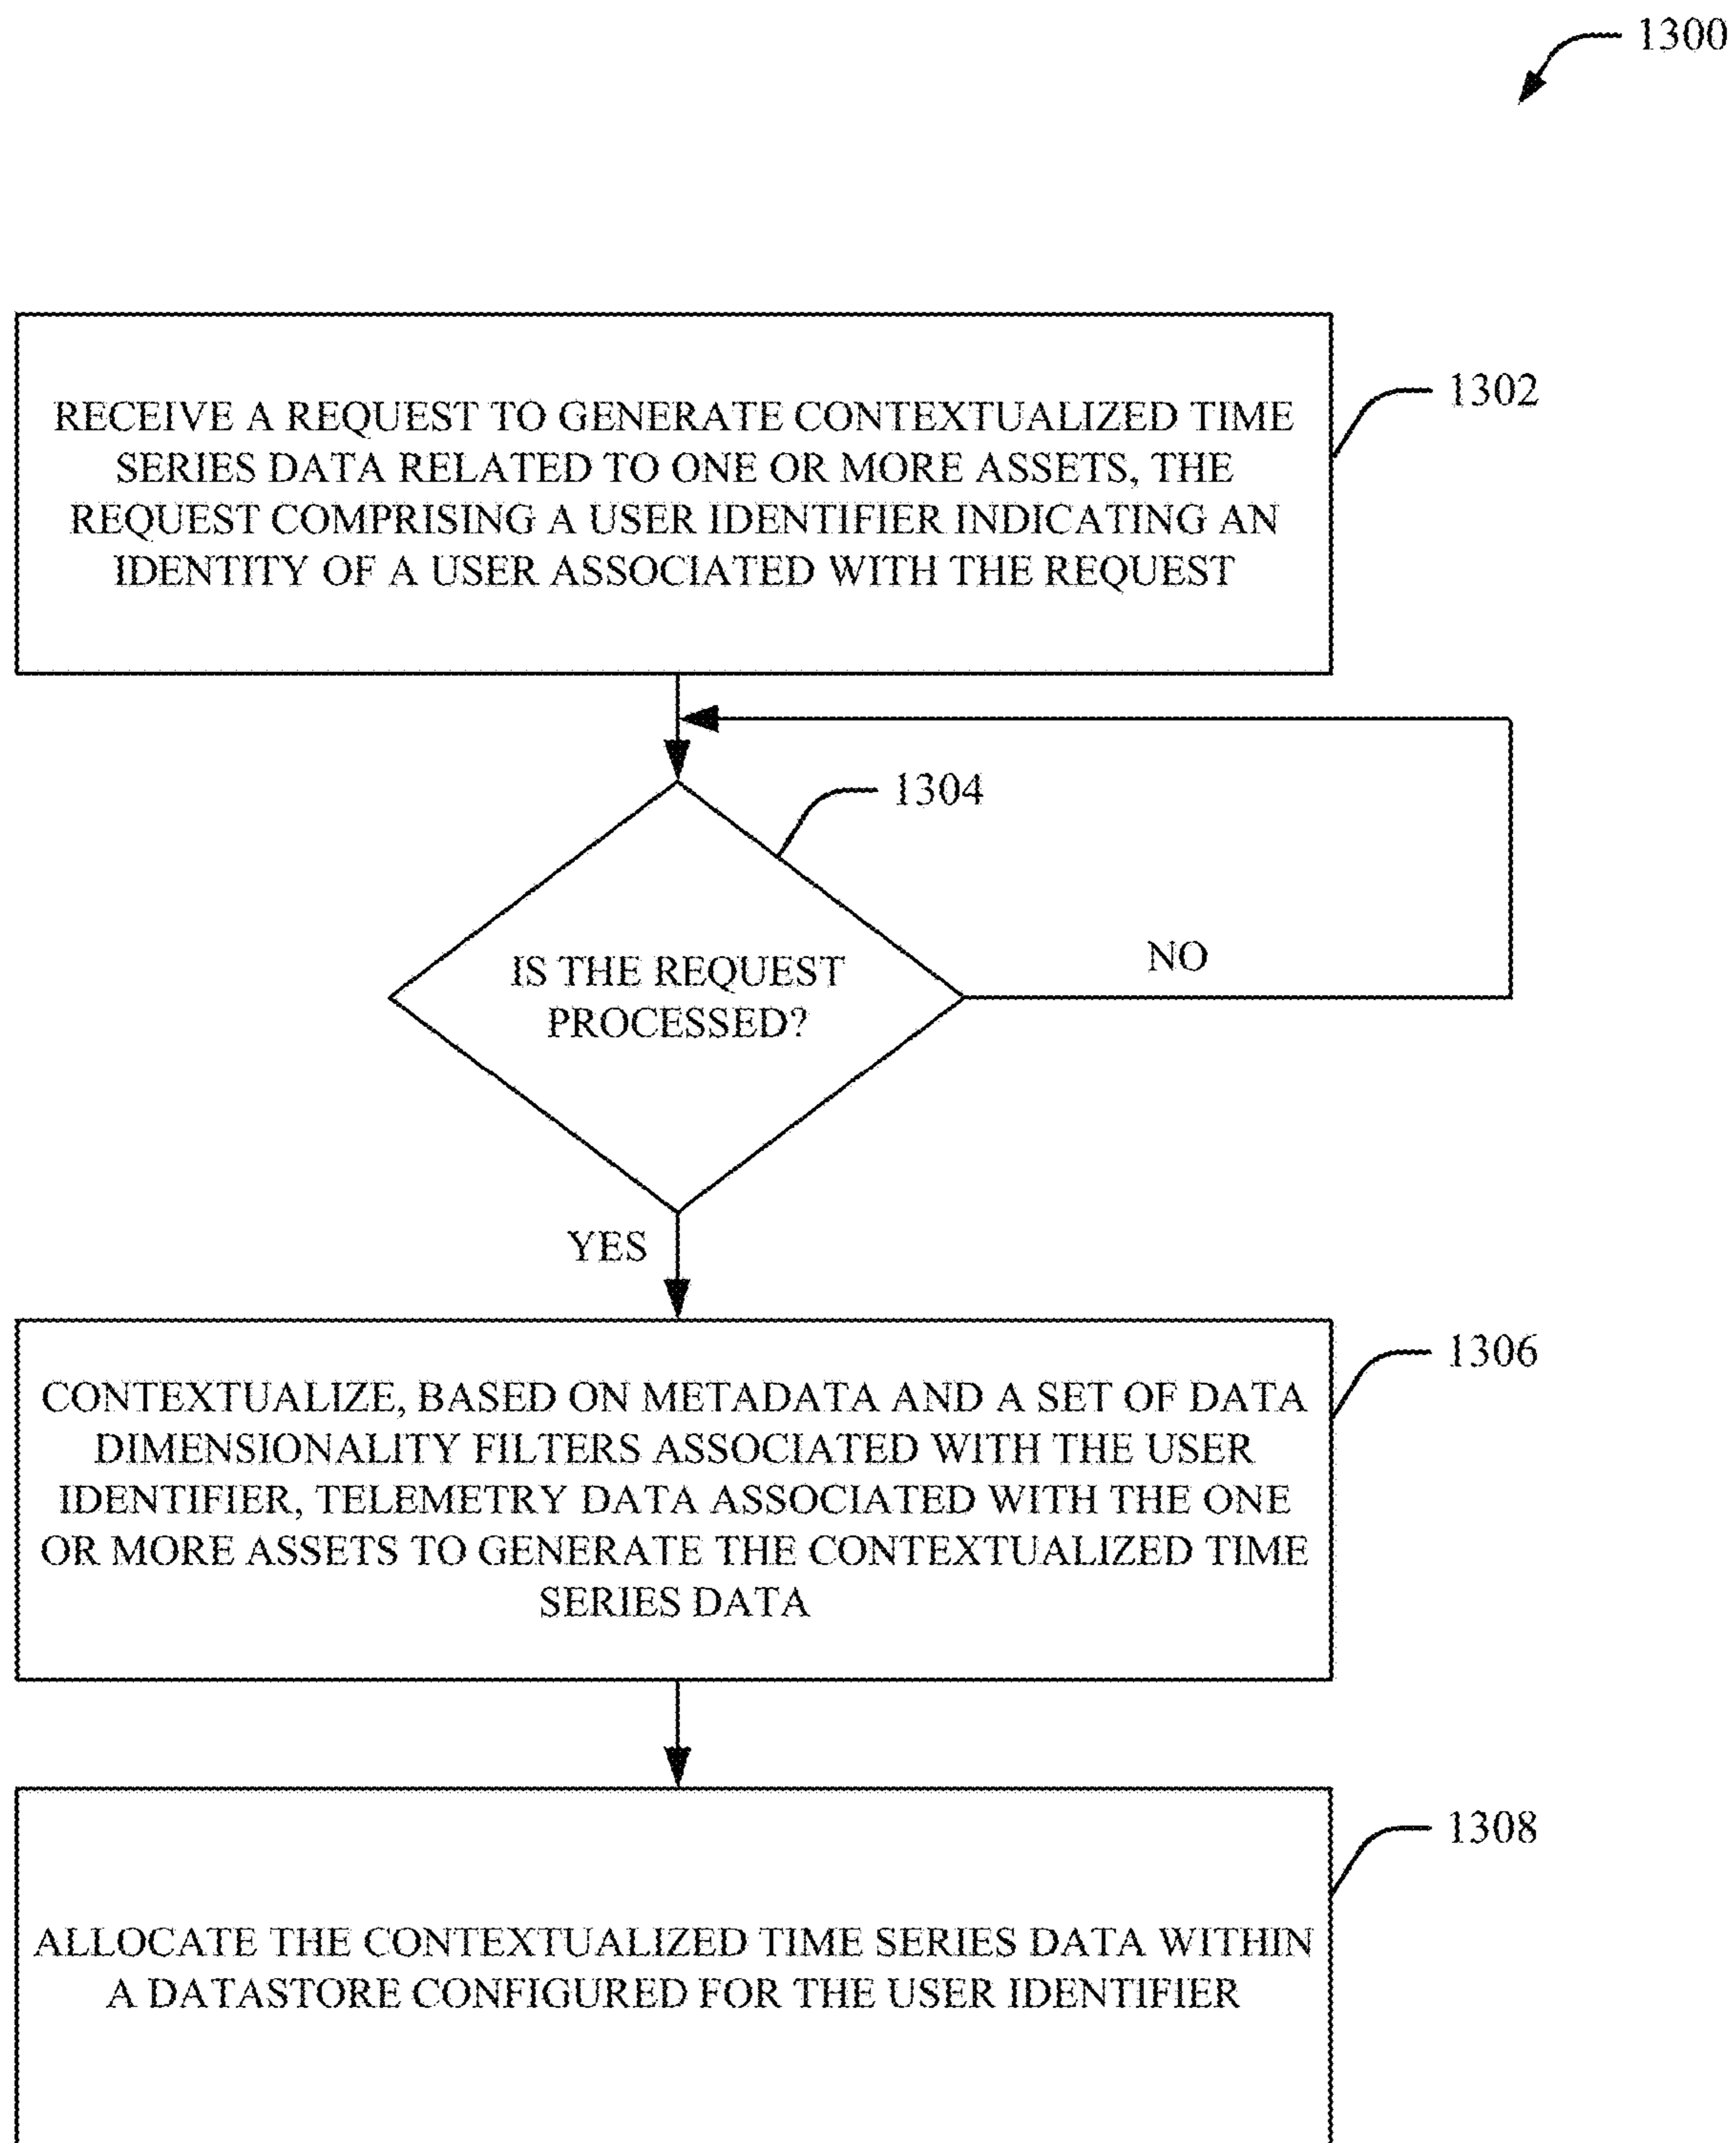 1300
RECEIVE A REQUEST TO GENERATE CONTEXTUALIZED TIME
SERIES DATA RELATED TO ONE OR MORE ASSETS, THE
REQUEST COMPRISING A USER IDENTIFIER INDICATING AN
IDENTITY OF A USER ASSOCIATED WITH THE REQUEST
1302
1304
IS THE REQUEST
PROCESSED?
NO
YES
CONTEXTUALIZE, BASED ON METADATA AND A SET OF DATA
DIMENSIONALITY FILTERS ASSOCIATED WITH THE USER
IDENTIFIER, TELEMETRY DATA ASSOCIATED WITH THE ONE
OR MORE ASSETS TO GENERATE THE CONTEXTUALIZED TIME
SERIES DATA
1306
1308
ALLOCATE THE CONTEXTUALIZED TIME SERIES DATA WITHIN
A DATASTORE CONFIGURED FOR THE USER IDENTIFIER